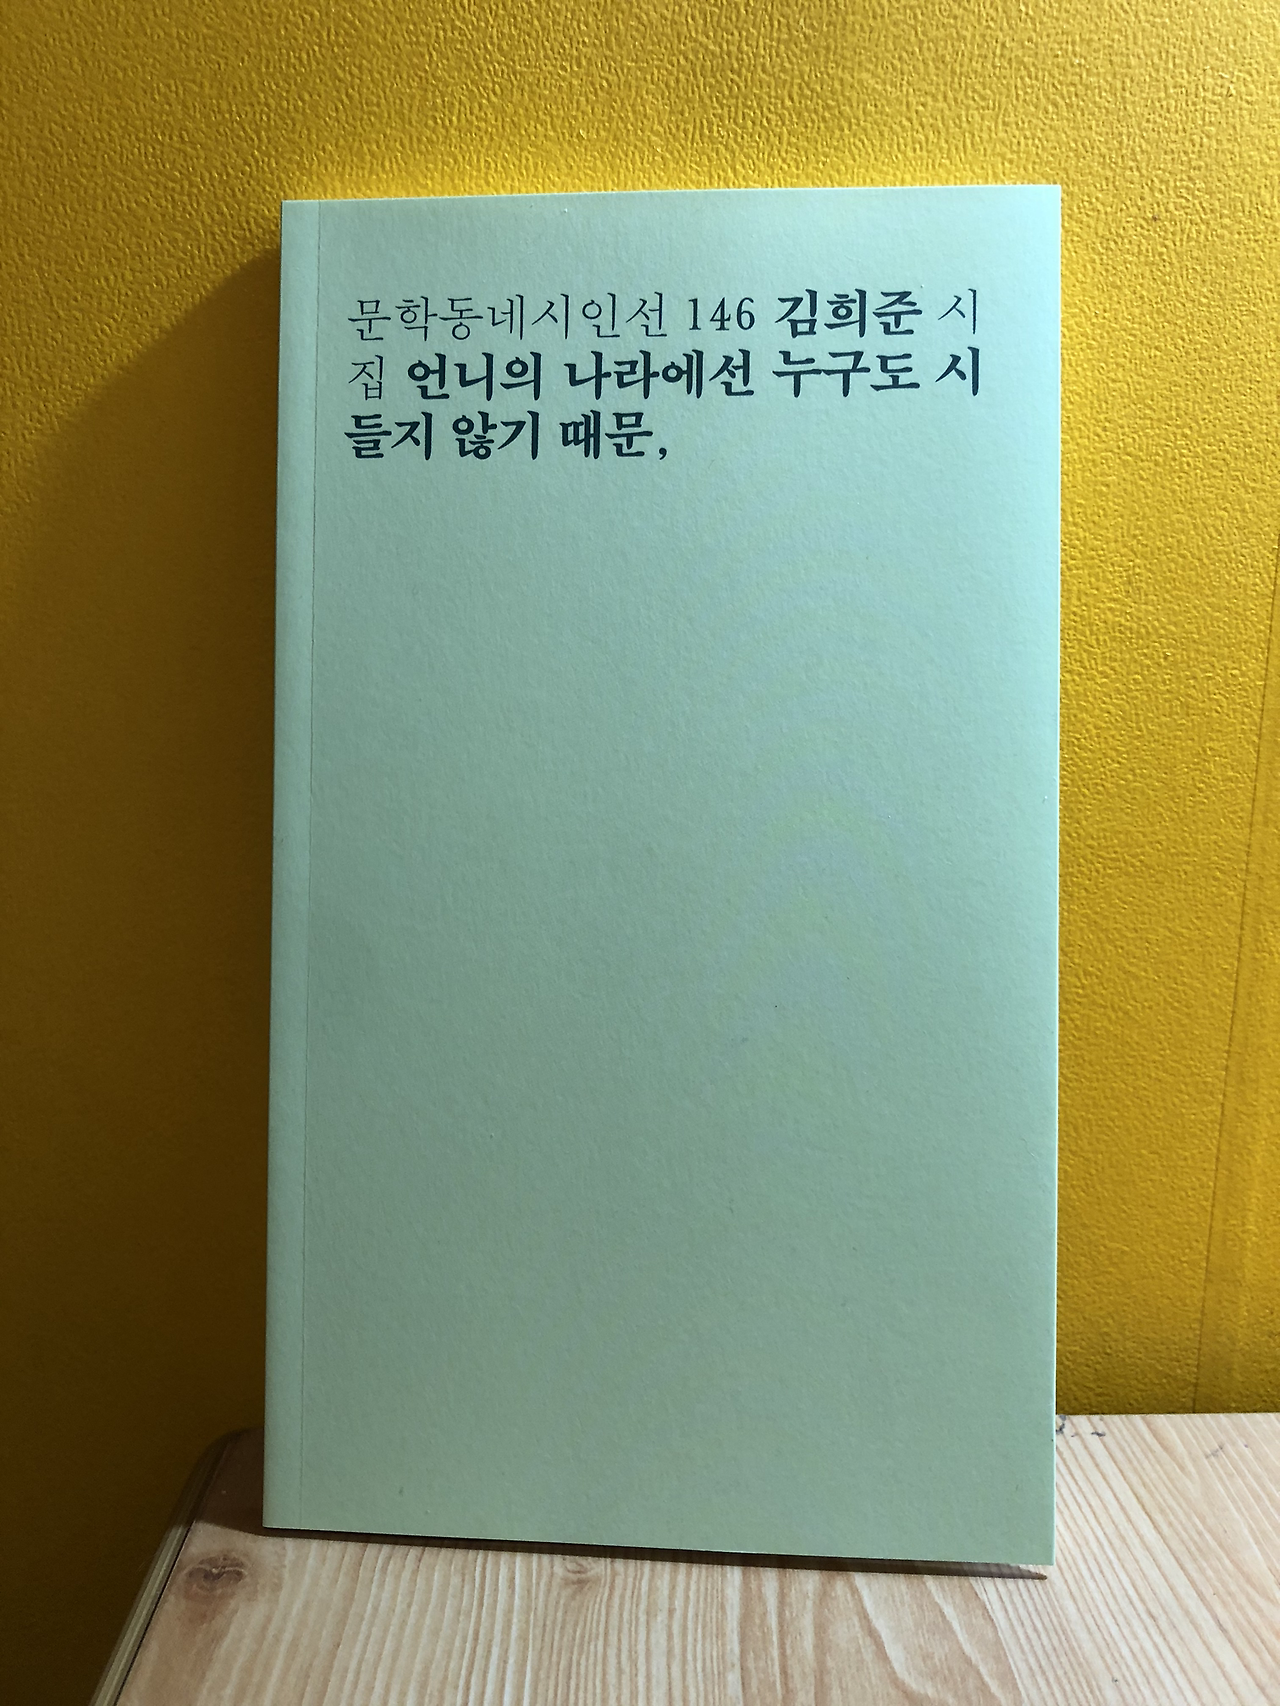 문학동네시인선 146 김희준 시
집 언니의 나라에선 누구도 시
들지 않기 때문,